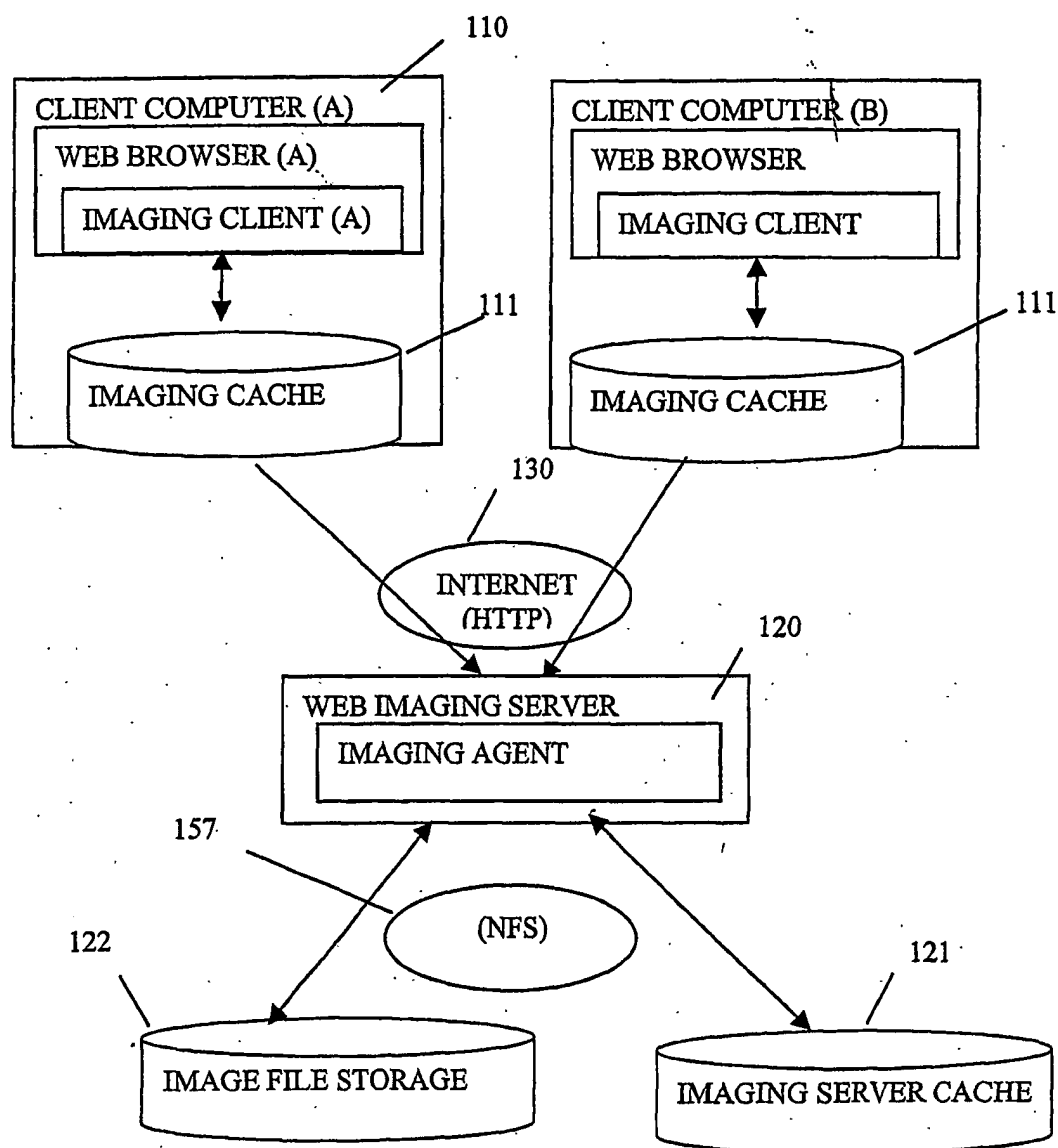 110
CLIENT COMPUTER (A)
WEB BROWSER (A)
IMAGING CLIENT (A)
111
IMAGING CACHE
CLIENT COMPUTER (B)
WEB BROWSER
IMAGING CLIENT
111
IMAGING CACHE
130
INTERNET
(HTTP)
120
WEB IMAGING SERVER
IMAGING AGENT
157
(NFS)
122
IMAGE FILE STORAGE
121
IMAGING SERVER CACHE